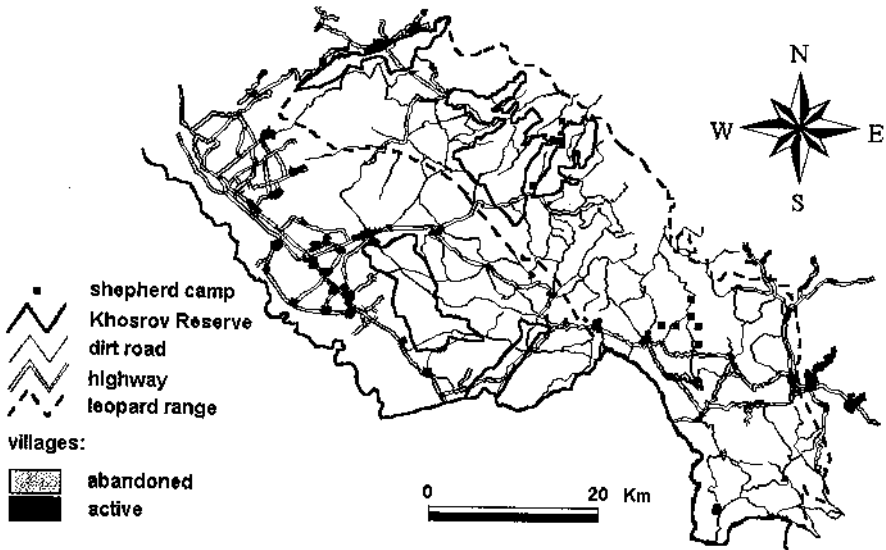 N
W E
S
shepherd camp
Khosrov Reserve
dirt road
highway
leopard range
villages:
abandoned
active
0 20 Km